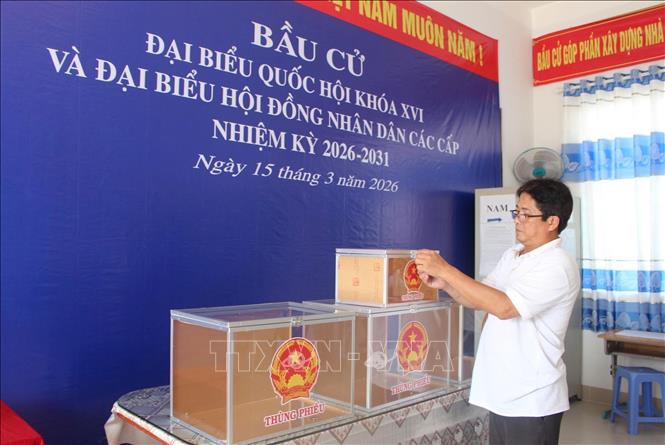 VIỆT NAM MUÔN NĂM !
BẦU CỬ GÓP PHẦN XÂY DỰNG NHÀ
BẦU CỬ
ĐẠI BIỂU QUỐC HỘI KHÓA XVI
VÀ ĐẠI BIỂU HỘI ĐỒNG NHÂN DÂN CÁC CẤP
NHIỆM KỲ 2026-2031
Ngày 15 tháng 3 năm 2026
NAM
THÙNG PHIẾU
THÙNG PHIẾU
TTXVN - VNA